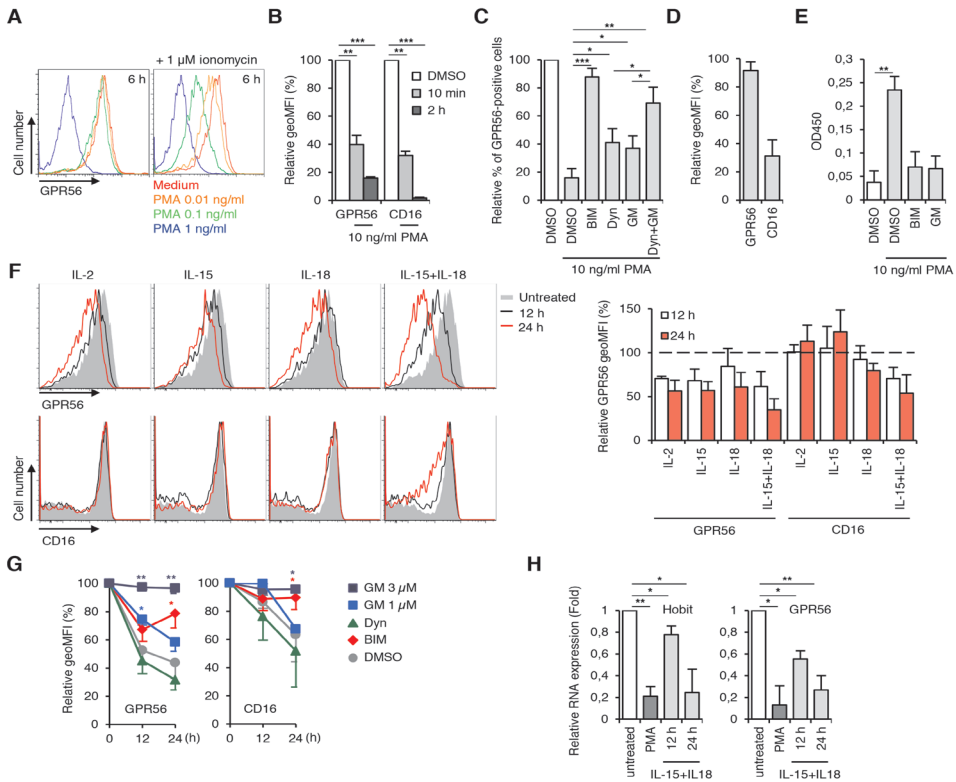 A
6 h
+ 1 µM ionomycin
6 h
Cell number
GPR56
Medium
PMA 0.01 ng/ml
PMA 0.1 ng/ml
PMA 1 ng/ml
B
Relative geoMFI (%)
100
80
60
40
20
0
***
**
***
**
DMSO
10 min
2 h
GPR56
CD16
10 ng/ml PMA
C
Relative % of GPR56-positive cells
100
80
60
40
20
0
**
*
*
***
*
*
DMSO
DMSO
BIM
Dyn
GM
Dyn+GM
10 ng/ml PMA
D
Relative geoMFI (%)
100
80
60
40
20
0
GPR56
CD16
E
OD450
0,3
0,25
0,2
0,15
0,1
0,05
0
**
DMSO
DMSO
BIM
GM
10 ng/ml PMA
F
IL-2
IL-15
IL-18
IL-15+IL-18
Cell number
GPR56
CD16
Untreated
12 h
24 h
Relative GPR56 geoMFI (%)
200
150
100
50
0
12 h
24 h
IL-2
IL-15
IL-18
IL-15+IL-18
IL-2
IL-15
IL-18
IL-15+IL-18
GPR56
CD16
G
Relative geoMFI (%)
100
80
60
40
20
0
**
**
*
*
GPR56
0
12
24 (h)
100
80
60
40
20
0
*
*
CD16
0
12
24 (h)
GM 3 µM
GM 1 µM
Dyn
BIM
DMSO
H
Relative RNA expression (Fold)
1
0,8
0,6
0,4
0,2
0
*
*
**
Hobit
untreated
PMA
12 h
24 h
IL-15+IL18
1
0,8
0,6
0,4
0,2
0
**
*
*
GPR56
untreated
PMA
12 h
24 h
IL-15+IL18